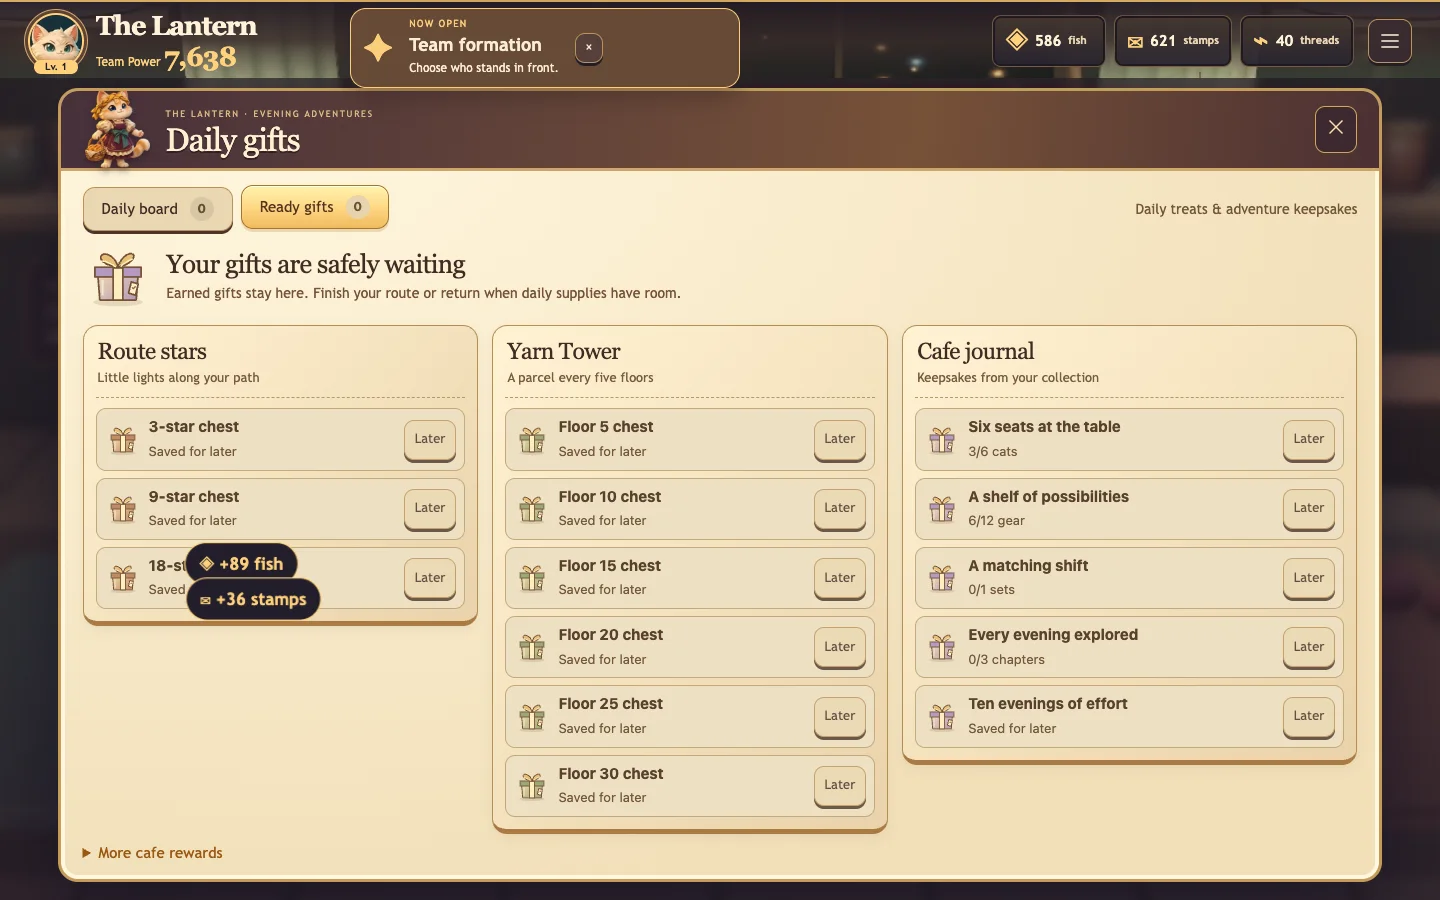 The Lantern
Team Power 7,638
Lv. 1
NOW OPEN
Team formation
Choose who stands in front.
×
586 fish
621 stamps
40 threads
THE LANTERN · EVENING ADVENTURES
Daily gifts
Daily board 0
Ready gifts 0
Daily treats & adventure keepsakes
Your gifts are safely waiting
Earned gifts stay here. Finish your route or return when daily supplies have room.
Route stars
Little lights along your path
3-star chest
Saved for later
Later
9-star chest
Saved for later
Later
18-st
Saved
Later
+89 fish
+36 stamps
Yarn Tower
A parcel every five floors
Floor 5 chest
Saved for later
Later
Floor 10 chest
Saved for later
Later
Floor 15 chest
Saved for later
Later
Floor 20 chest
Saved for later
Later
Floor 25 chest
Saved for later
Later
Floor 30 chest
Saved for later
Later
Cafe journal
Keepsakes from your collection
Six seats at the table
3/6 cats
Later
A shelf of possibilities
6/12 gear
Later
A matching shift
0/1 sets
Later
Every evening explored
0/3 chapters
Later
Ten evenings of effort
Saved for later
Later
More cafe rewards